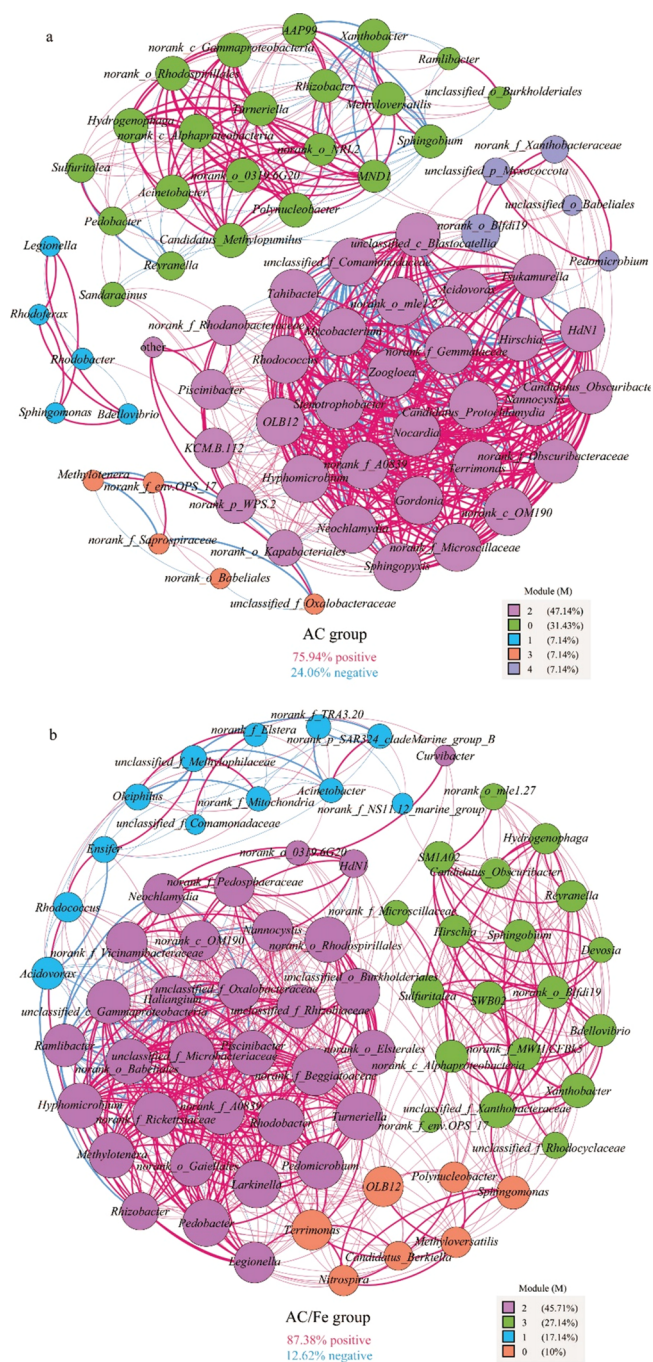 a
AAP99
Xanthobacter
norank_c_Gammaproteobacteria
Ramlibacter
norank_o_Rhodospirillales
Rhizobacter
unclassified_o_Burkholderiales
Turneriella
Methyloversatilis
Hydrogenophaga
norank_c_Alphaproteobacteria
Sphingobium
norank_o_NRL2
norank_f_Xanthobacteraceae
Sulfuritalea
norank_o_0319.6G20
MND1
unclassified_p_Myxococcota
Acinetobacter
Polynucleobacter
unclassified_o_Babeliales
Pedobacter
norank_o_Blfdi19
Candidatus_Methylopumilus
Legionella
unclassified_c_Blastocatellia
Reyranella
unclassified_f_Comamonadaceae
Pedomicrobium
Tsukamurella
Sandaracinus
Tahibacter
Acidovorax
norank_o_mle1.27
Rhodoferax
norank_f_Rhodanobacteraceae
Mycobacterium
Hirschia
HdN1
other
Rhodococcus
norank_f_Gemmataceae
Rhodobacter
Zoogloea
Piscinibacter
Candidatus_Obscuribacter
Stenotrophobacter
Nannocystis
Sphingomonas
Bdellovibrio
OLB12
Candidatus_Protochlamydia
Nocardia
KCM.B.112
norank_f_Obscuribacteraceae
Methylotenera
norank_f_A0839
Terrimonas
norank_f_env.OPS_17
Hyphomicrobium
Gordonia
norank_p_WPS.2
norank_c_OM190
Neochlamydia
norank_f_Saprospiraceae
norank_f_Microscillaceae
norank_o_Kapabacteriales
Sphingopyxis
norank_o_Babeliales
unclassified_f_Oxalobacteraceae
AC group
75.94% positive
24.06% negative
Module (M)
2 (47.14%)
0 (31.43%)
1 (7.14%)
3 (7.14%)
4 (7.14%)
b
norank_f_TRA3.20
norank_f_Elstera
norank_p_SAR324_cladeMarine_group_B
Curvibacter
unclassified_f_Methylophilaceae
norank_o_mle1.27
Oleiphilus
norank_f_Mitochondria
Acinetobacter
norank_f_NS11.12_marine_group
unclassified_f_Comamonadaceae
Hydrogenophaga
Ensifer
norank_o_0319.6G20
SM1A02
HdN1
Candidatus_Obscuribacter
norank_f_Pedosphaeraceae
Reyranella
Neochlamydia
Rhodococcus
norank_f_Microscillaceae
Nannocystis
Hirschia
Sphingobium
norank_c_OM190
norank_o_Rhodospirillales
Devosia
norank_f_Vicinamibacteraceae
Acidovorax
unclassified_o_Burkholderiales
unclassified_f_Oxalobacteraceae
Sulfuritalea
norank_o_Blfdi19
Haliangium
SWB02
unclassified_c_Gammaproteobacteria
unclassified_f_Rhizobiaceae
Bdellovibrio
Ramlibacter
Piscinibacter
norank_o_Elsterales
norank_f_MWH.CFBk5
unclassified_f_Microbacteriaceae
norank_o_Babeliales
norank_c_Alphaproteobacteria
norank_f_Beggiatoaceae
Xanthobacter
Hyphomicrobium
norank_f_A0839
Turneriella
unclassified_f_Xanthobacteraceae
norank_f_Rickettsiaceae
Rhodobacter
norank_f_env.OPS_17
Methylotenera
unclassified_f_Rhodocyclaceae
norank_o_Gaiellales
Pedomicrobium
Polynucleobacter
Larkinella
OLB12
Sphingomonas
Rhizobacter
Pedobacter
Terrimonas
Methyloversatilis
Legionella
Candidatus_Berkiella
Nitrospira
AC/Fe group
87.38% positive
12.62% negative
Module (M)
2 (45.71%)
3 (27.14%)
1 (17.14%)
0 (10%)